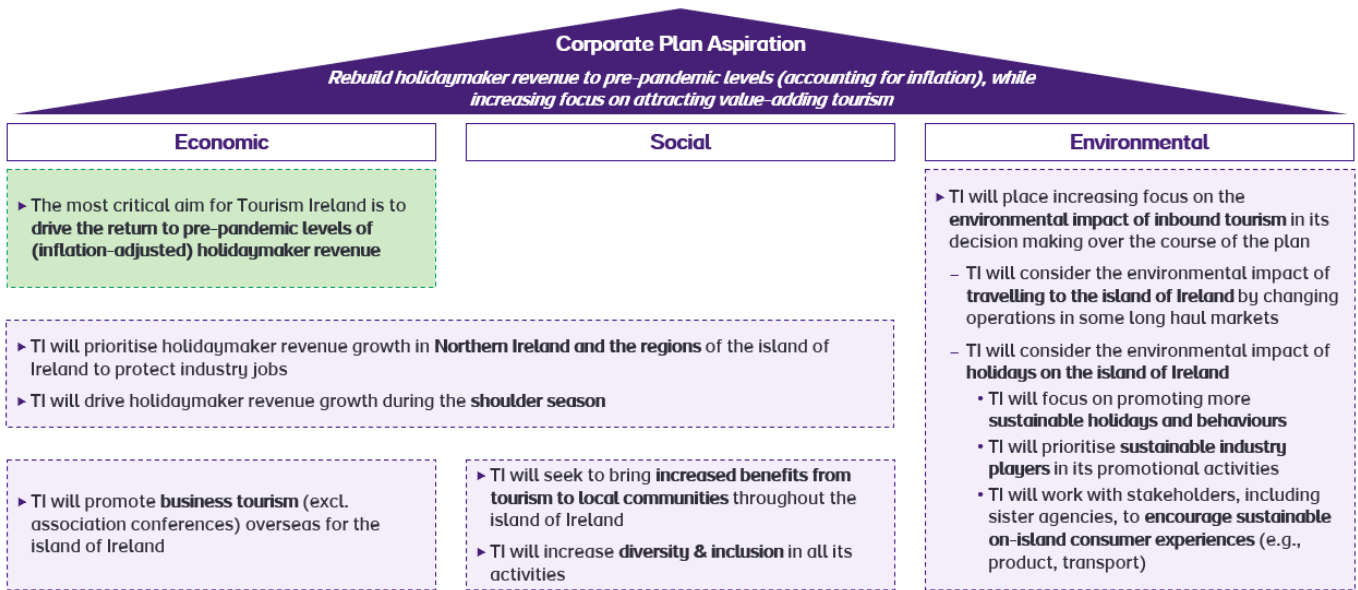 Corporate Plan Aspiration
Rebuild holidaymaker revenue to pre-pandemic levels (accounting for inflation), while
increasing focus on attracting value-adding tourism
Economic
▸ The most critical aim for Tourism Ireland is to
drive the return to pre-pandemic levels of
(inflation-adjusted) holidaymaker revenue
Social
▸ TI will prioritise holidaymaker revenue growth in Northern Ireland and the regions of the island of
Ireland to protect industry jobs
▸ TI will drive holidaymaker revenue growth during the shoulder season
▸ TI will promote business tourism (excl.
association conferences) overseas for the
island of Ireland
▸ TI will seek to bring increased benefits from
tourism to local communities throughout the
island of Ireland
▸ TI will increase diversity & inclusion in all its
activities
Environmental
▸ TI will place increasing focus on the
environmental impact of inbound tourism in its
decision making over the course of the plan
– TI will consider the environmental impact of
travelling to the island of Ireland by changing
operations in some long haul markets
– TI will consider the environmental impact of
holidays on the island of Ireland
• TI will focus on promoting more
sustainable holidays and behaviours
• TI will prioritise sustainable industry
players in its promotional activities
• TI will work with stakeholders, including
sister agencies, to encourage sustainable
on-island consumer experiences (e.g.,
product, transport)